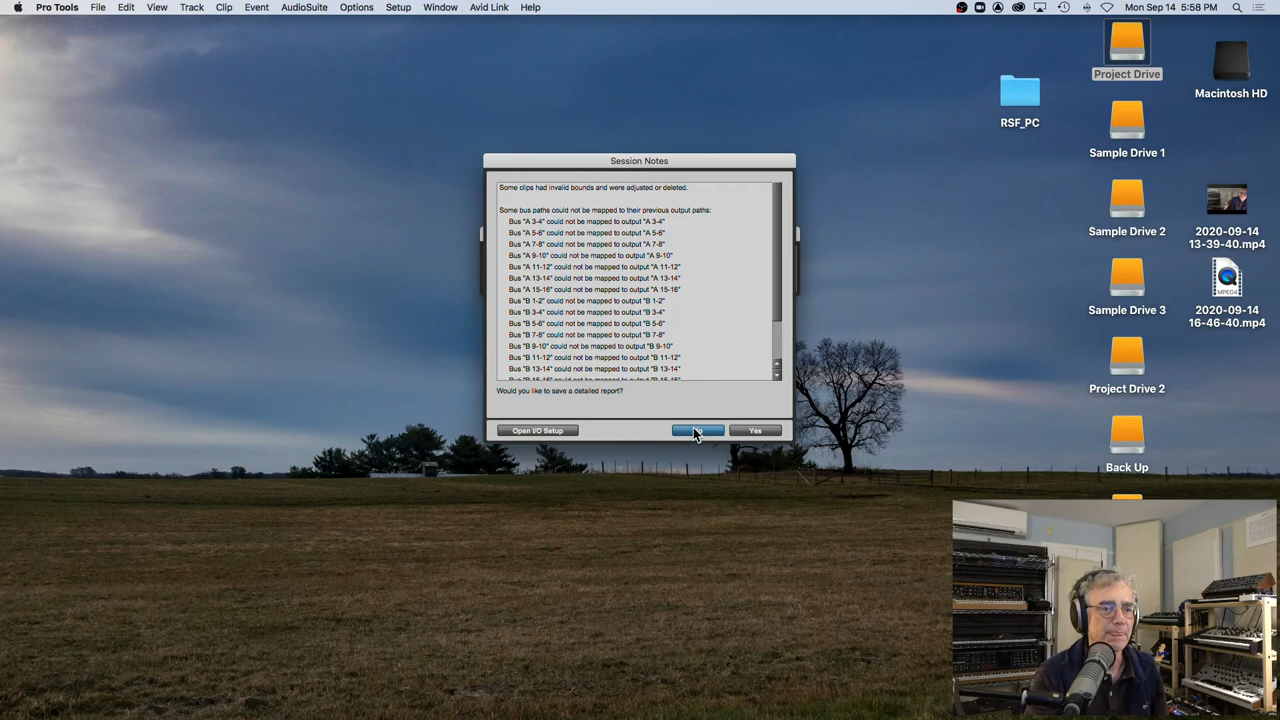 Pro Tools File Edit View Track Clip Event AudioSuite Options Setup Window Avid Link Help Mon Sep 14 5:58 PM
Project Drive
Macintosh HD
RSF_PC
Sample Drive 1
Sample Drive 2
2020-09-14
13-39-40.mp4
Sample Drive 3
MPEG4
2020-09-14
16-46-40.mp4
Project Drive 2
Back Up
Session Notes
Some clips had invalid bounds and were adjusted or deleted.
Some bus paths could not be mapped to their previous output paths:
Bus "A 3-4" could not be mapped to output "A 3-4"
Bus "A 5-6" could not be mapped to output "A 5-6"
Bus "A 7-8" could not be mapped to output "A 7-8"
Bus "A 9-10" could not be mapped to output "A 9-10"
Bus "A 11-12" could not be mapped to output "A 11-12"
Bus "A 13-14" could not be mapped to output "A 13-14"
Bus "A 15-16" could not be mapped to output "A 15-16"
Bus "B 1-2" could not be mapped to output "B 1-2"
Bus "B 3-4" could not be mapped to output "B 3-4"
Bus "B 5-6" could not be mapped to output "B 5-6"
Bus "B 7-8" could not be mapped to output "B 7-8"
Bus "B 9-10" could not be mapped to output "B 9-10"
Bus "B 11-12" could not be mapped to output "B 11-12"
Bus "B 13-14" could not be mapped to output "B 13-14"
Would you like to save a detailed report?
Open I/O Setup Yes